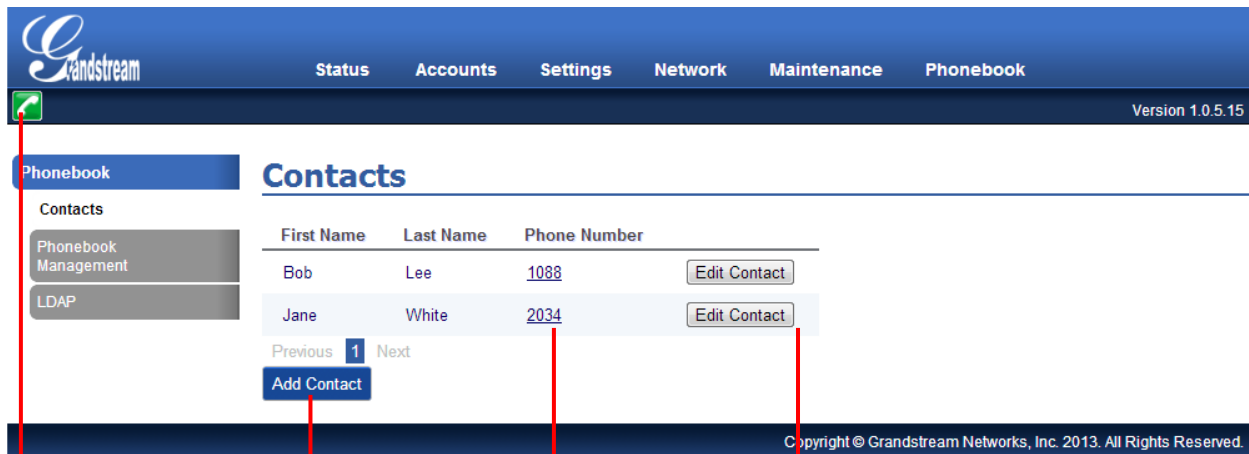 Grandstream
Status Accounts Settings Network Maintenance Phonebook
Version 1.0.5.15
Phonebook
Contacts
Phonebook
Management
LDAP
Contacts
First Name Last Name Phone Number
Bob Lee 1088 Edit Contact
Jane White 2034 Edit Contact
Previous 1 Next
Add Contact
Copyright © Grandstream Networks, Inc. 2013. All Rights Reserved.